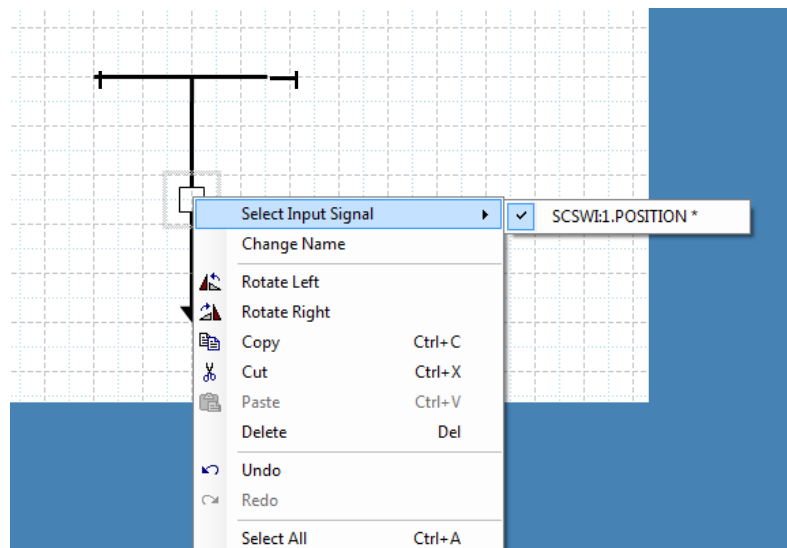 Select Input Signal
SCSWI:1.POSITION *
Change Name
Rotate Left
Rotate Right
Copy Ctrl+C
Cut Ctrl+X
Paste Ctrl+V
Delete Del
Undo
Redo
Select All Ctrl+A